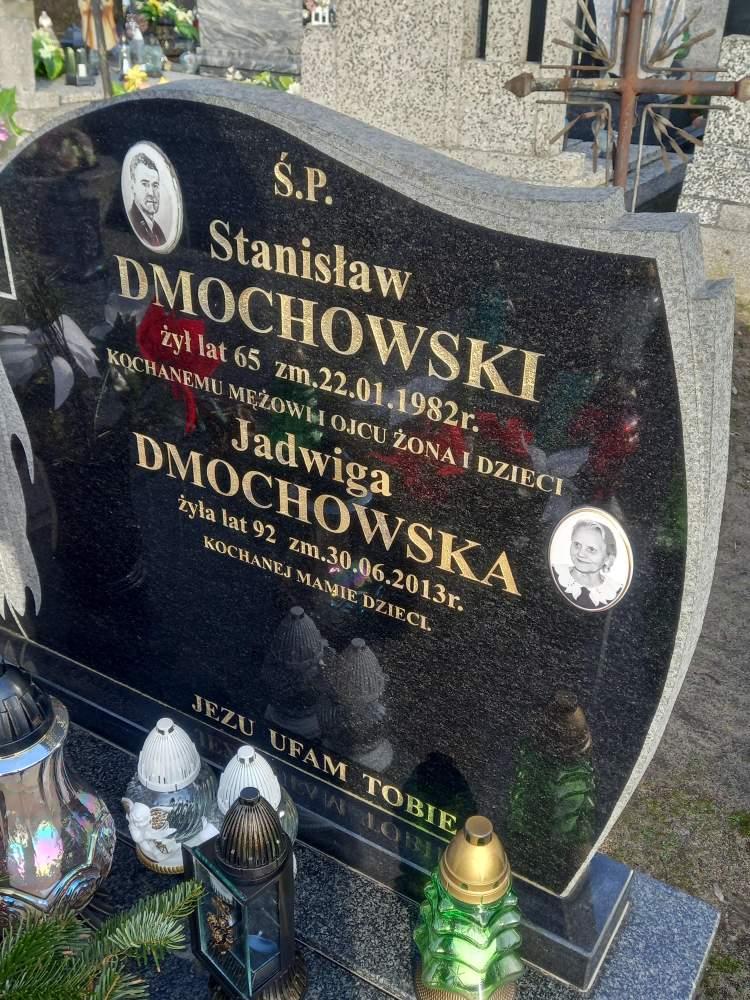 Ś.P.
Stanisław
DMOCHOWSKI
żył lat 65 zm.22.01.1982r.
KOCHANEMU MĘŻOWI I OJCU ŻONA I DZIECI
Jadwiga
DMOCHOWSKA
żyła lat 92 zm.30.06.2013r.
KOCHANEJ MAMIE DZIECI.
JEZU UFAM TOBIE